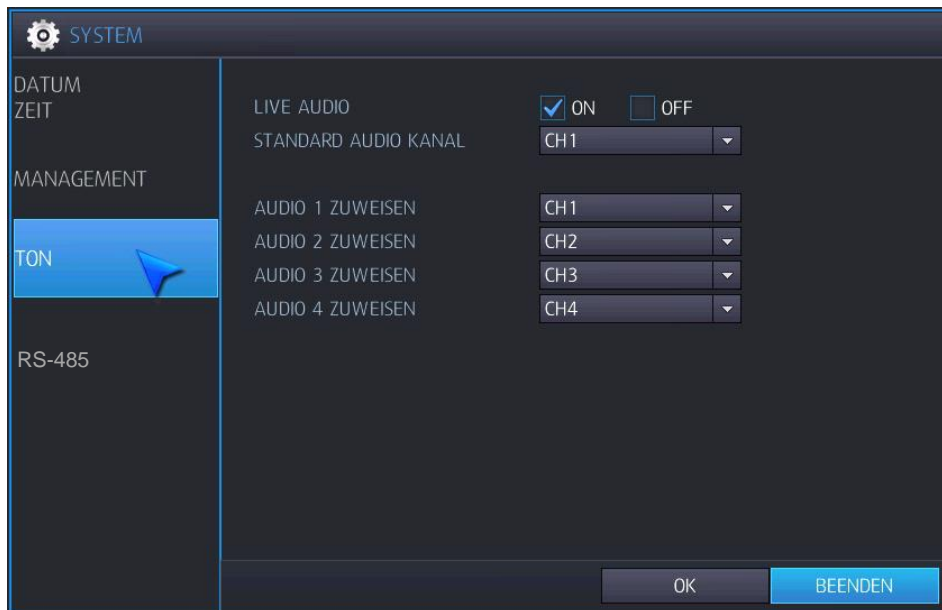 SYSTEM
DATUM
ZEIT
MANAGEMENT
TON
RS-485
LIVE AUDIO ON OFF
STANDARD AUDIO KANAL CH1
AUDIO 1 ZUWEISEN CH1
AUDIO 2 ZUWEISEN CH2
AUDIO 3 ZUWEISEN CH3
AUDIO 4 ZUWEISEN CH4
OK BEENDEN